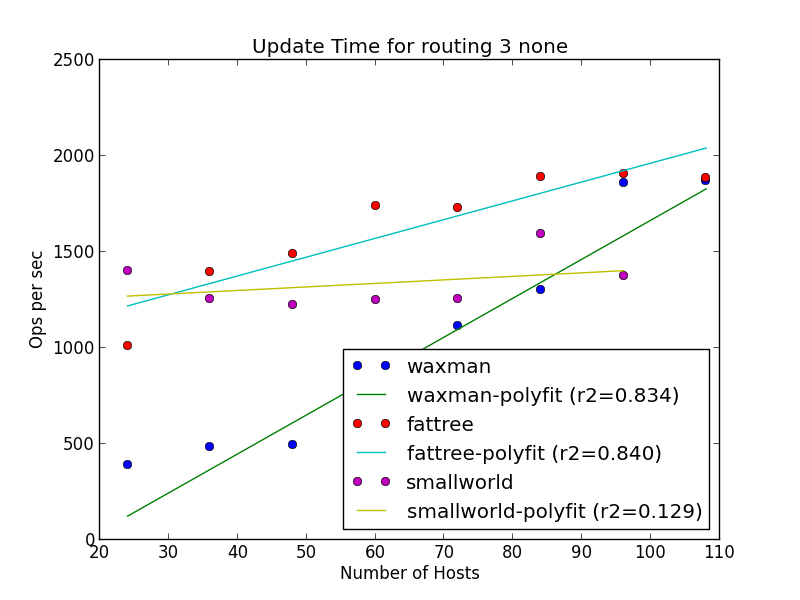 Update Time for routing 3 none
2500
2000
1500
1000
500
0
Ops per sec
waxman
waxman-polyfit (r2=0.834)
fattree
fattree-polyfit (r2=0.840)
smallworld
smallworld-polyfit (r2=0.129)
20 30 40 50 60 70 80 90 100 110
Number of Hosts